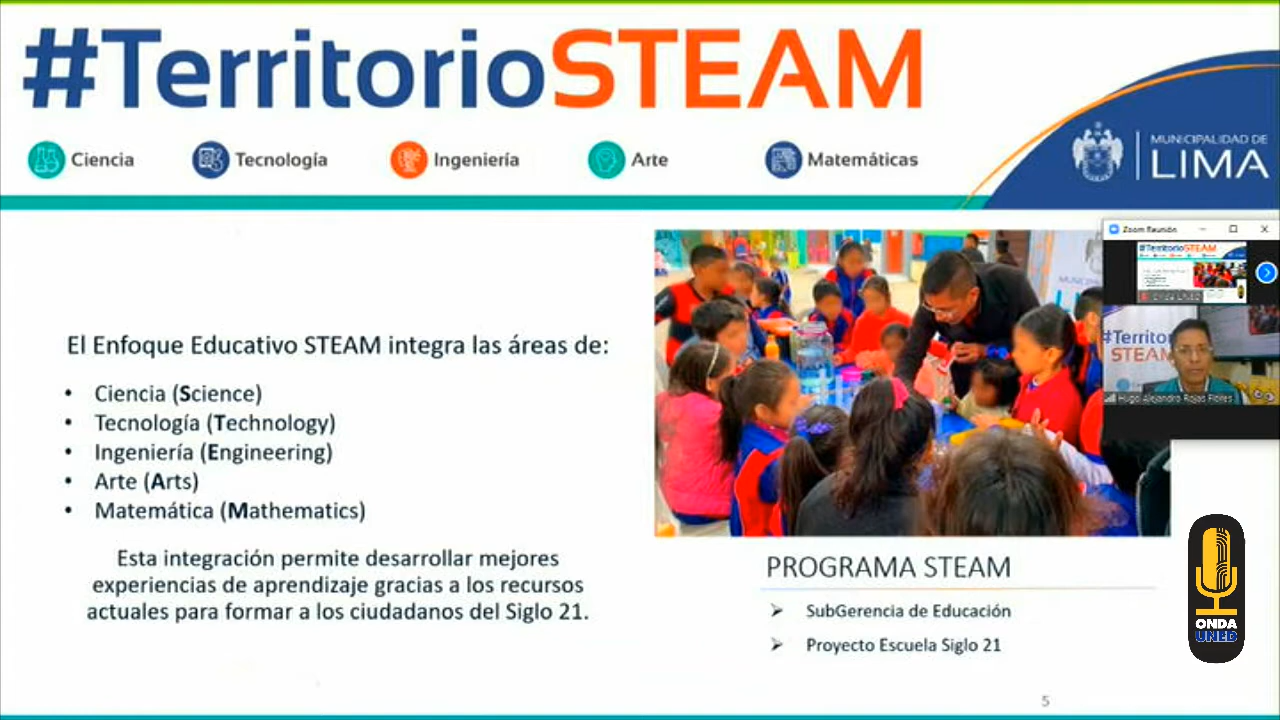 #TerritorioSTEAM
Ciencia
Tecnología
Ingeniería
Arte
Matemáticas
MUNICIPALIDAD DE
LIMA
Zoom Reunión
#TerritorioSTEAM
#Territor
STEAM
Hugo Alejandro Rojas Flores
El Enfoque Educativo STEAM integra las áreas de:
• Ciencia (Science)
• Tecnología (Technology)
• Ingeniería (Engineering)
• Arte (Arts)
• Matemática (Mathematics)
Esta integración permite desarrollar mejores
experiencias de aprendizaje gracias a los recursos
actuales para formar a los ciudadanos del Siglo 21.
PROGRAMA STEAM
SubGerencia de Educación
Proyecto Escuela Siglo 21
ONDA
UNED
5